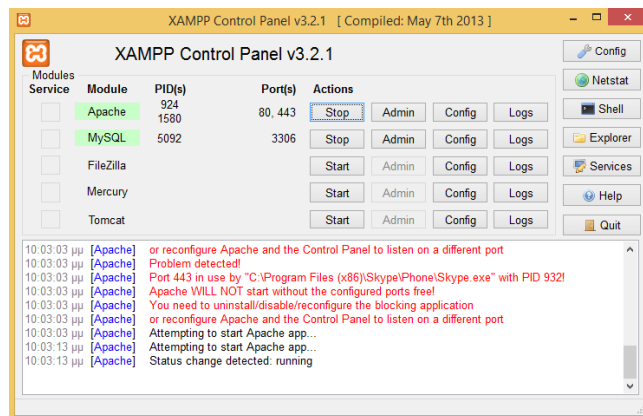 XAMPP Control Panel v3.2.1 [ Compiled: May 7th 2013 ]
XAMPP Control Panel v3.2.1
Config
Modules
Service Module PID(s) Port(s) Actions
Netstat
Apache 924 1580 80, 443 Stop Admin Config Logs
Shell
MySQL 5092 3306 Stop Admin Config Logs
Explorer
FileZilla Start Admin Config Logs
Services
Mercury Start Admin Config Logs
Help
Tomcat Start Admin Config Logs
Quit
10:03:03 μμ [Apache] or reconfigure Apache and the Control Panel to listen on a different port
10:03:03 μμ [Apache] Problem detected!
10:03:03 μμ [Apache] Port 443 in use by "C:\Program Files (x86)\Skype\Phone\Skype.exe" with PID 932!
10:03:03 μμ [Apache] Apache WILL NOT start without the configured ports free!
10:03:03 μμ [Apache] You need to uninstall/disable/reconfigure the blocking application
10:03:03 μμ [Apache] or reconfigure Apache and the Control Panel to listen on a different port
10:03:03 μμ [Apache] Attempting to start Apache app...
10:03:13 μμ [Apache] Attempting to start Apache app...
10:03:13 μμ [Apache] Status change detected: running